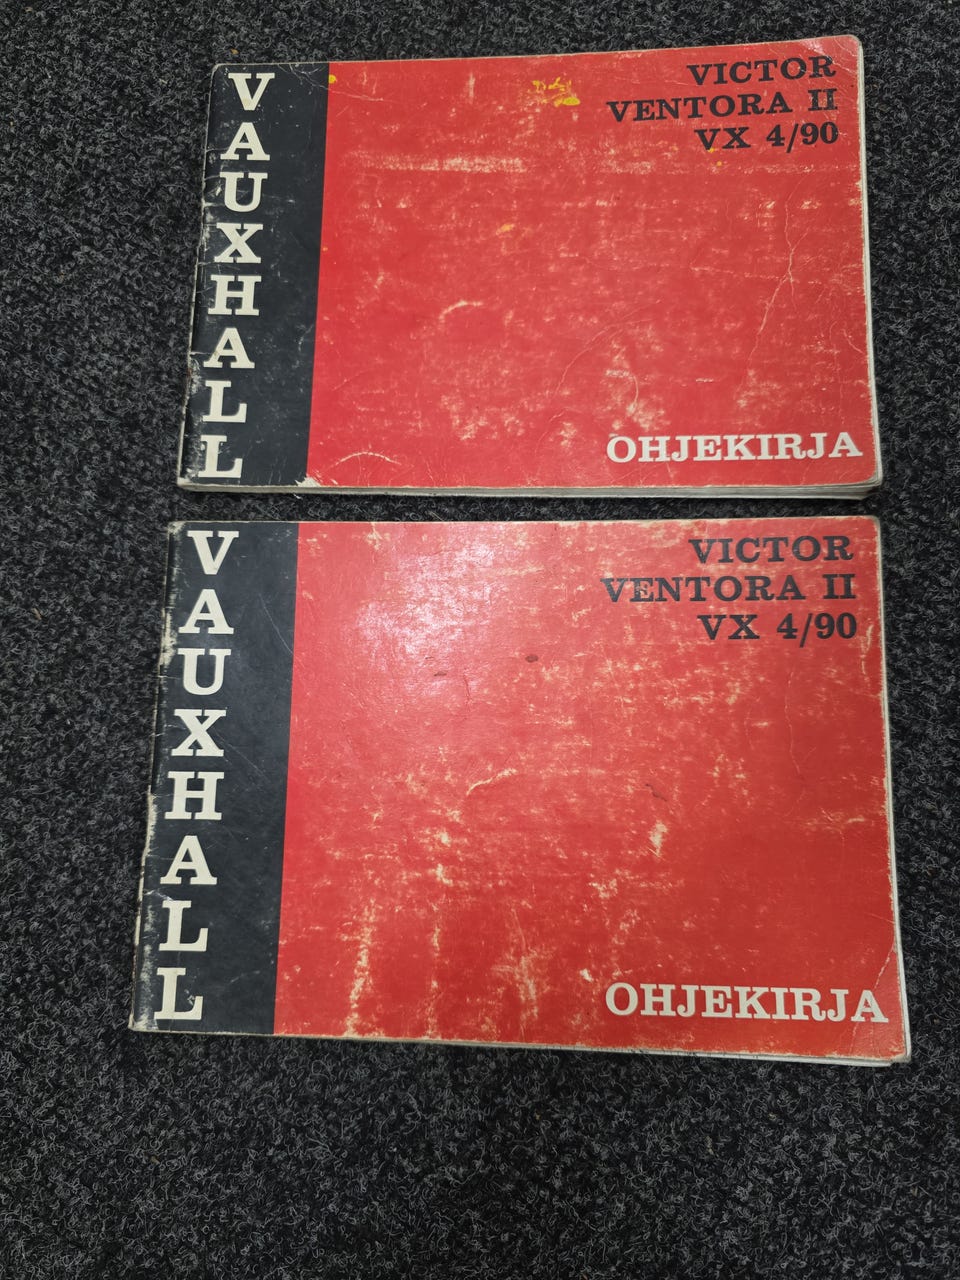 VAUXHALL
VICTOR
VENTORA II
VX 4/90
OHJEKIRJA
VAUXHALL
VICTOR
VENTORA II
VX 4/90
OHJEKIRJA